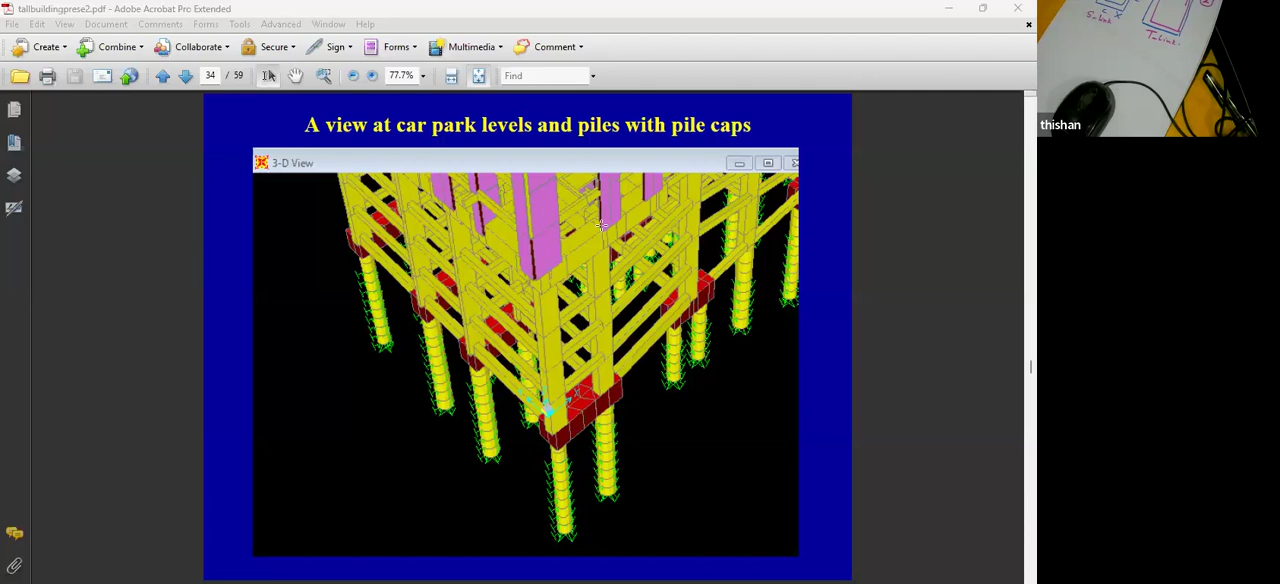 tallbuildingprese2.pdf - Adobe Acrobat Pro Extended
File Edit View Document Comments Forms Tools Advanced Window Help
Create Combine Collaborate Secure Sign Forms Multimedia Comment
34 / 59 77.7% Find
A view at car park levels and piles with pile caps
3-D View
X
thishan